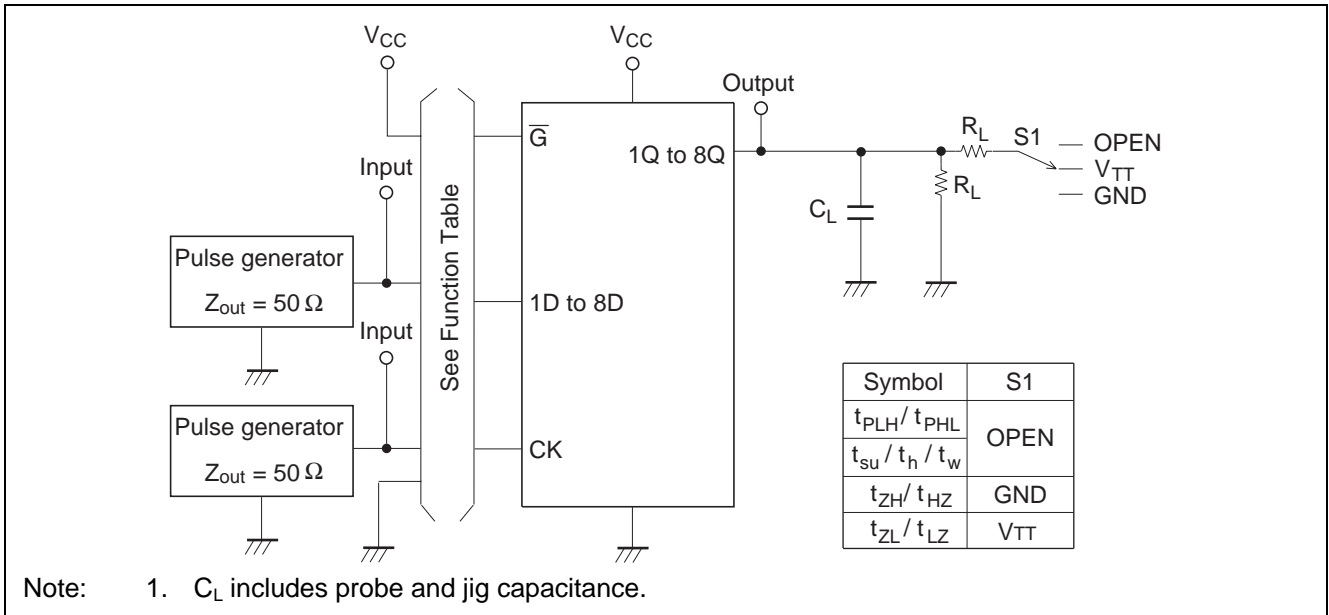 VCC
VCC
Output
G
1Q to 8Q
RL
S1
OPEN
VTT
GND
Input
RL
CL
Pulse generator
Zout = 50 Ω
See Function Table
1D to 8D
Input
Pulse generator
Zout = 50 Ω
CK
Symbol S1
tPLH / tPHL OPEN
tsu / th / tw
tZH / tHZ GND
tZL / tLZ VTT
Note: 1. CL includes probe and jig capacitance.